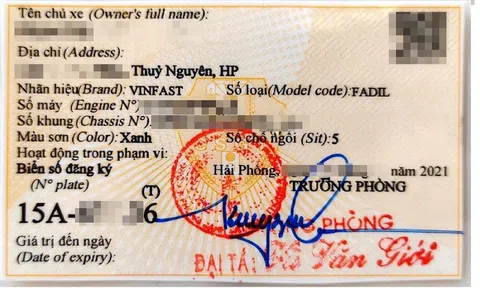 Tên chủ xe (Owner's full name):
Địa chỉ (Address):
Thuỷ Nguyên, HP
Nhãn hiệu(Brand): VINFAST Số loại(Model code):FADIL
Số máy (Engine N°)
Số khung(Chassis N°)
Màu sơn (Color): Xanh Số chỗ ngồi (Sit):5
Hoạt động trong phạm vi:
Biển số đăng ký Hải Phòng, năm 2021
(N° plate) (T) TRƯỞNG PHÒNG
15A- 6 PHÒNG
Giá trị đến ngày
(Date of expiry): ĐẠI TÁ: Văn Giỏi